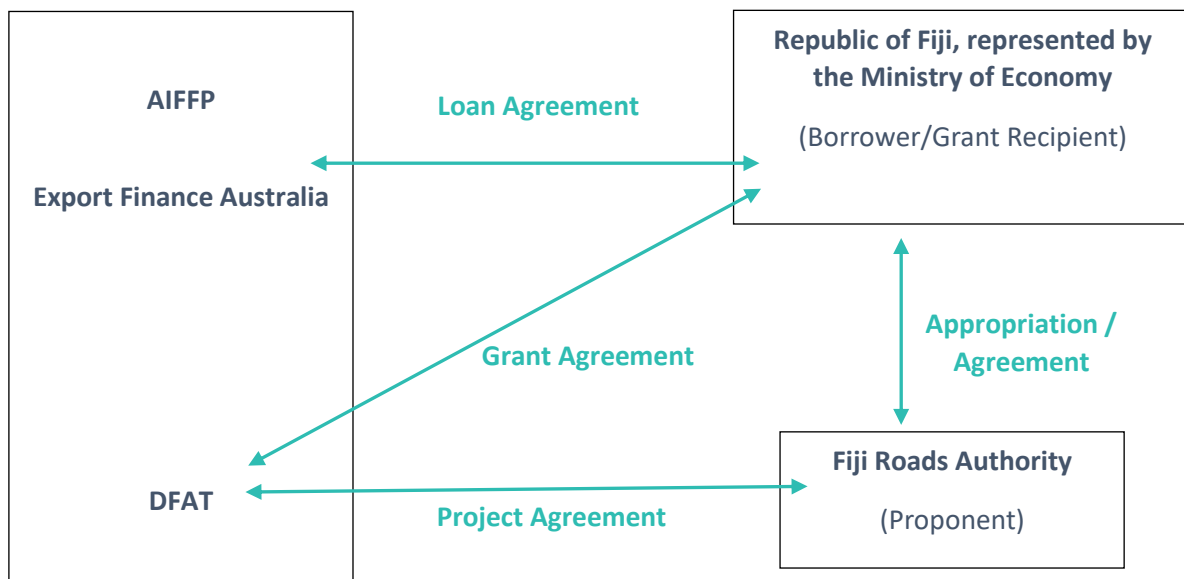 AIFFP
Export Finance Australia
DFAT
Loan Agreement
Grant Agreement
Project Agreement
Republic of Fiji, represented by
the Ministry of Economy
(Borrower/Grant Recipient)
Appropriation /
Agreement
Fiji Roads Authority
(Proponent)